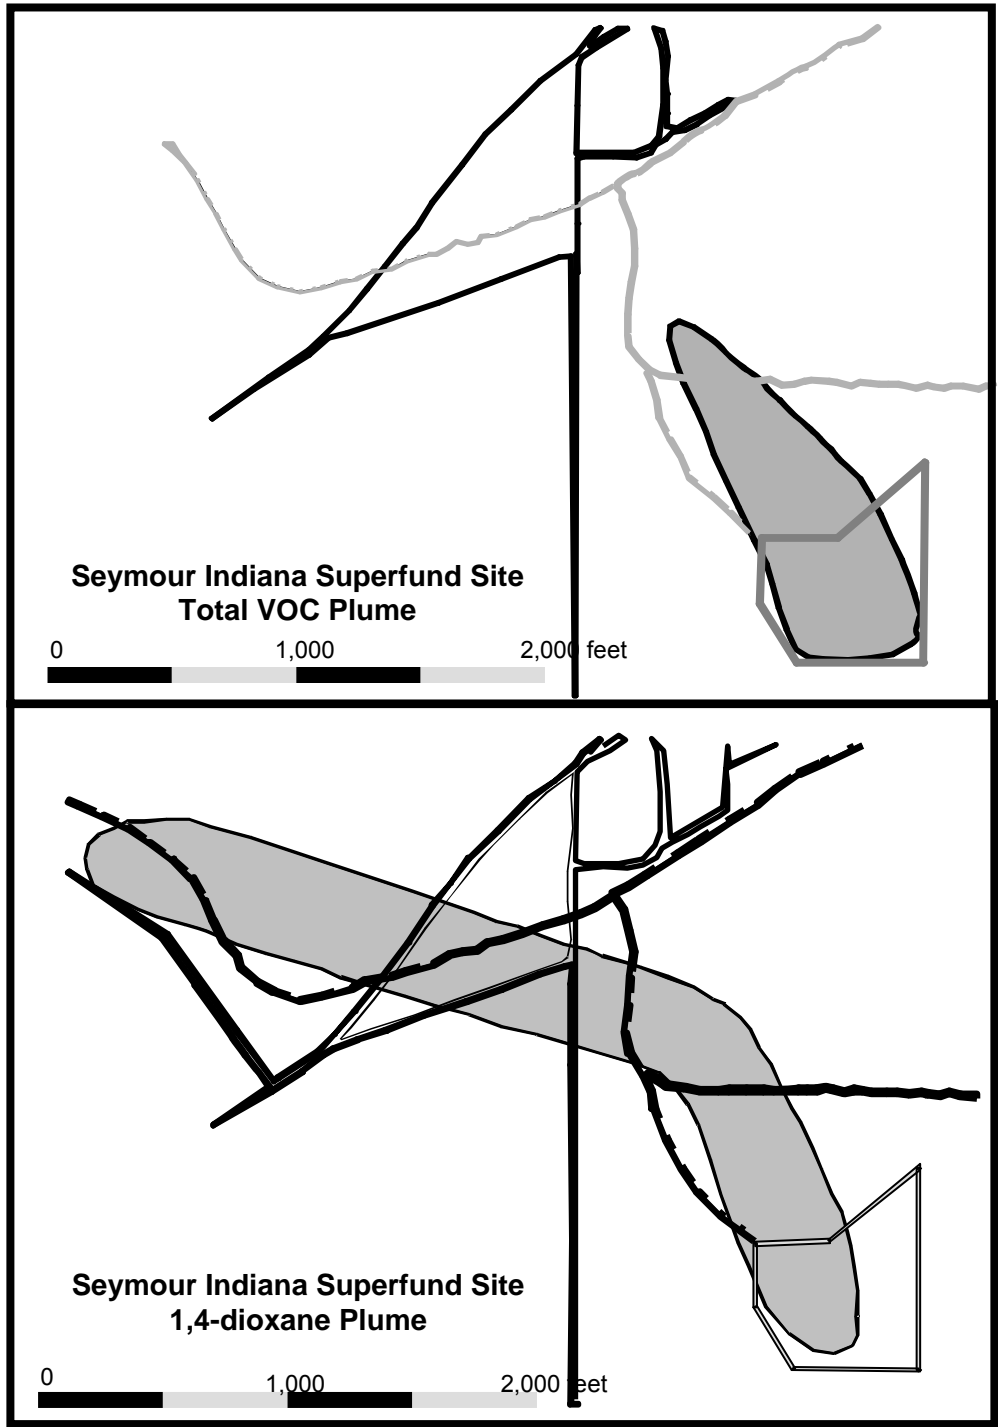 Seymour Indiana Superfund Site
Total VOC Plume
0 1,000 2,000 feet
Seymour Indiana Superfund Site
1,4-dioxane Plume
0 1,000 2,000 feet